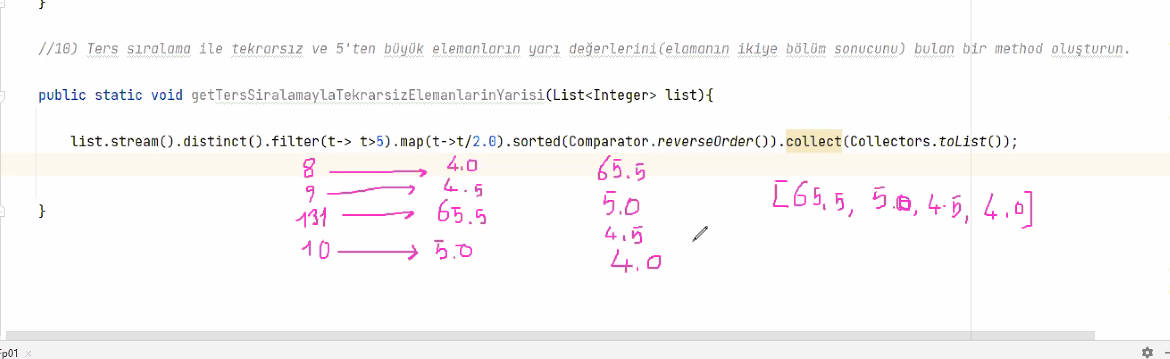 }
//10) Ters sıralama ile tekrarsız ve 5'ten büyük elemanların yarı değerlerini(elamanın ikiye bölüm sonucunu) bulan bir method oluşturun.
public static void getTersSiralamaylaTekrarsizElemanlarinYarisi(List<Integer> list){
list.stream().distinct().filter(t-> t>5).map(t->t/2.0).sorted(Comparator.reverseOrder()).collect(Collectors.toList());
8 → 4.0 65.5
9 → 4.5 5.0 [65.5, 5.0, 4.5, 4.0]
131 → 65.5 4.5
10 → 5.0 4.0
}
Fp01 ×